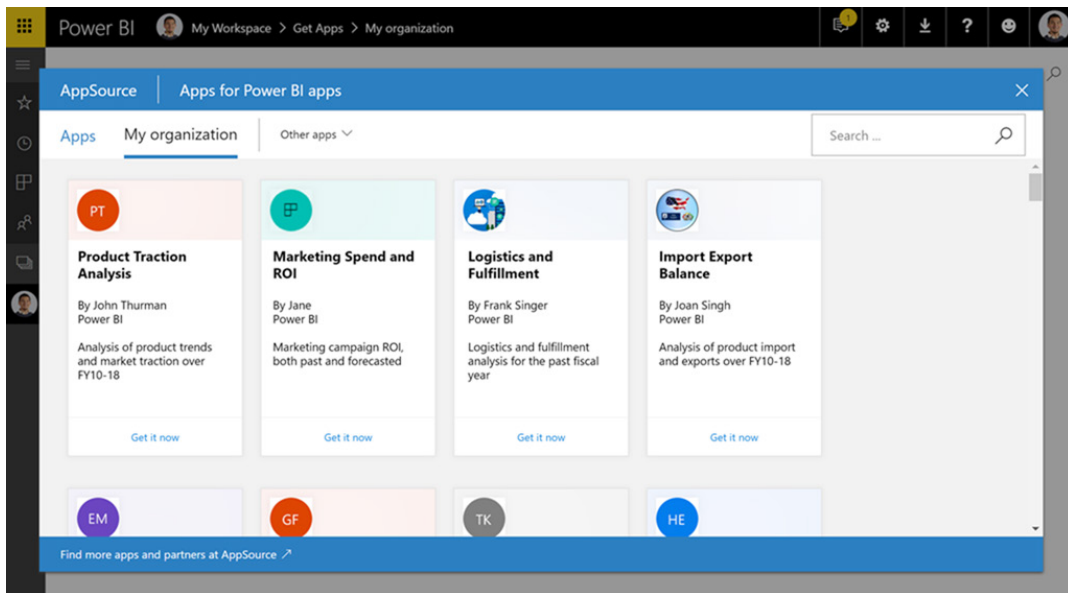 Power BI My Workspace > Get Apps > My organization
1
?
AppSource Apps for Power BI apps
Apps My organization Other apps
Search ...
PT
Product Traction
Analysis
By John Thurman
Power BI
Analysis of product trends
and market traction over
FY10-18
Get it now
Marketing Spend and
ROI
By Jane
Power BI
Marketing campaign ROI,
both past and forecasted
Get it now
Logistics and
Fulfillment
By Frank Singer
Power BI
Logistics and fulfillment
analysis for the past fiscal
year
Get it now
Import Export
Balance
By Joan Singh
Power BI
Analysis of product import
and exports over FY10-18
Get it now
EM
GF
TK
HE
Find more apps and partners at AppSource